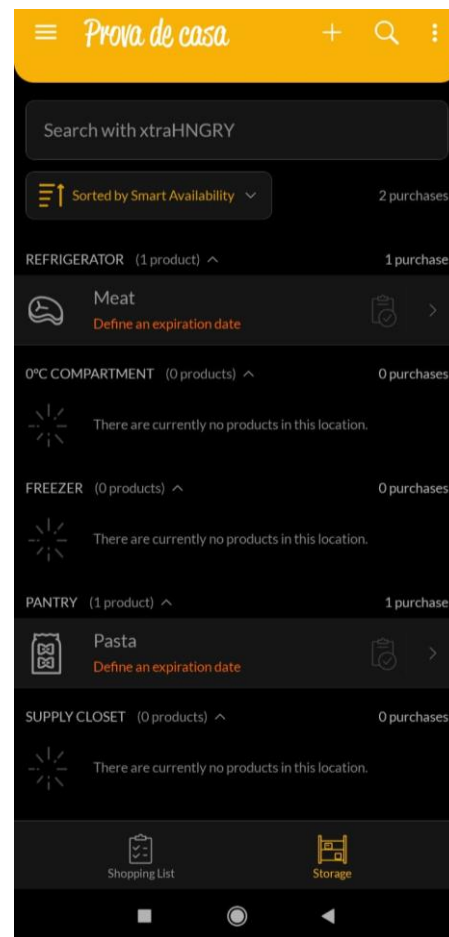 Prova de casa
Search with xtraHNGRY
Sorted by Smart Availability 2 purchases
REFRIGERATOR (1 product) 1 purchase
Meat
Define an expiration date
0ºC COMPARTMENT (0 products) 0 purchases
There are currently no products in this location.
FREEZER (0 products) 0 purchases
There are currently no products in this location.
PANTRY (1 product) 1 purchase
Pasta
Define an expiration date
SUPPLY CLOSET (0 products) 0 purchases
There are currently no products in this location.
Shopping List Storage